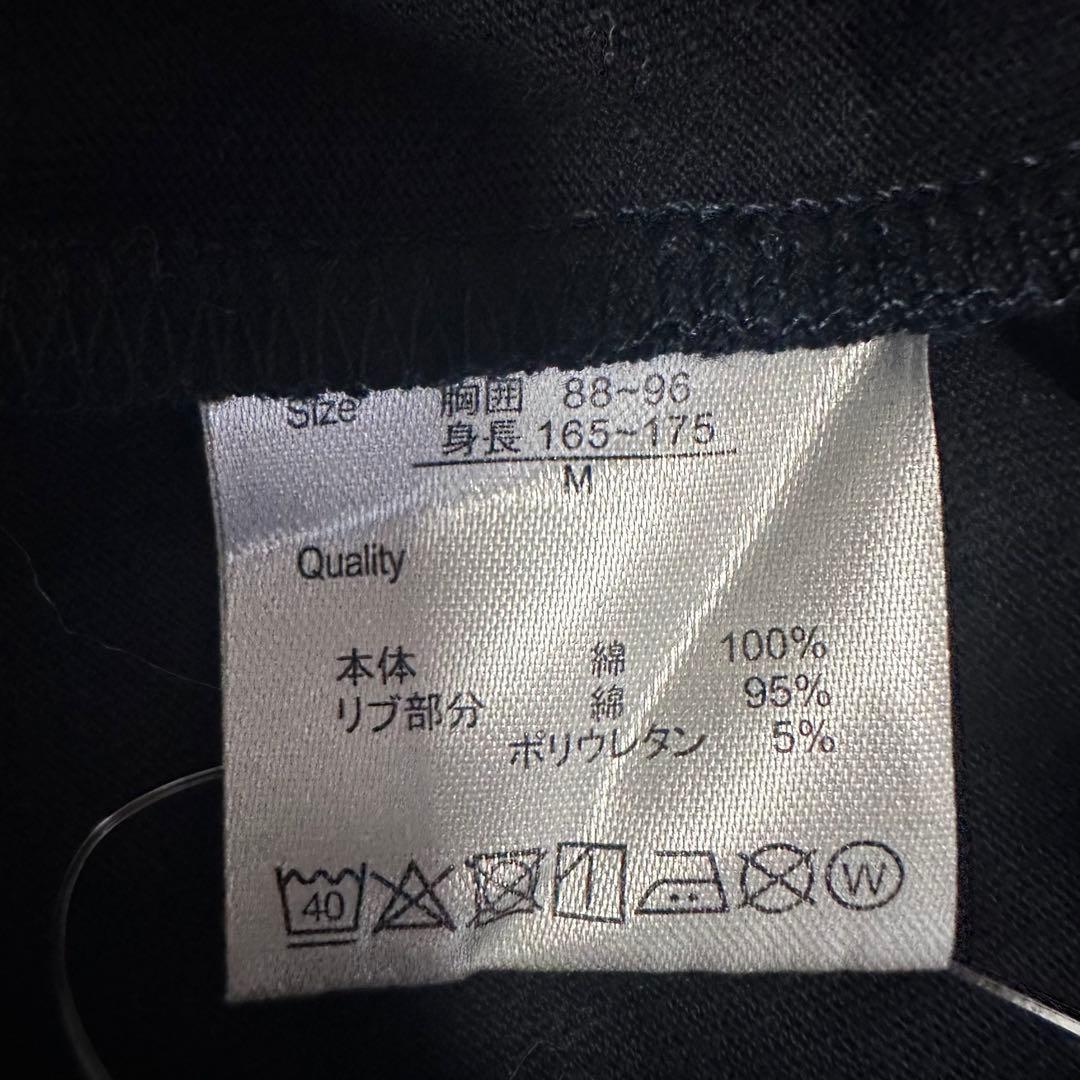 Size 胸囲 88~96
身長 165~175
M
Quality
本体 綿 100%
リブ部分 綿 95%
ポリウレタン 5%
40
W